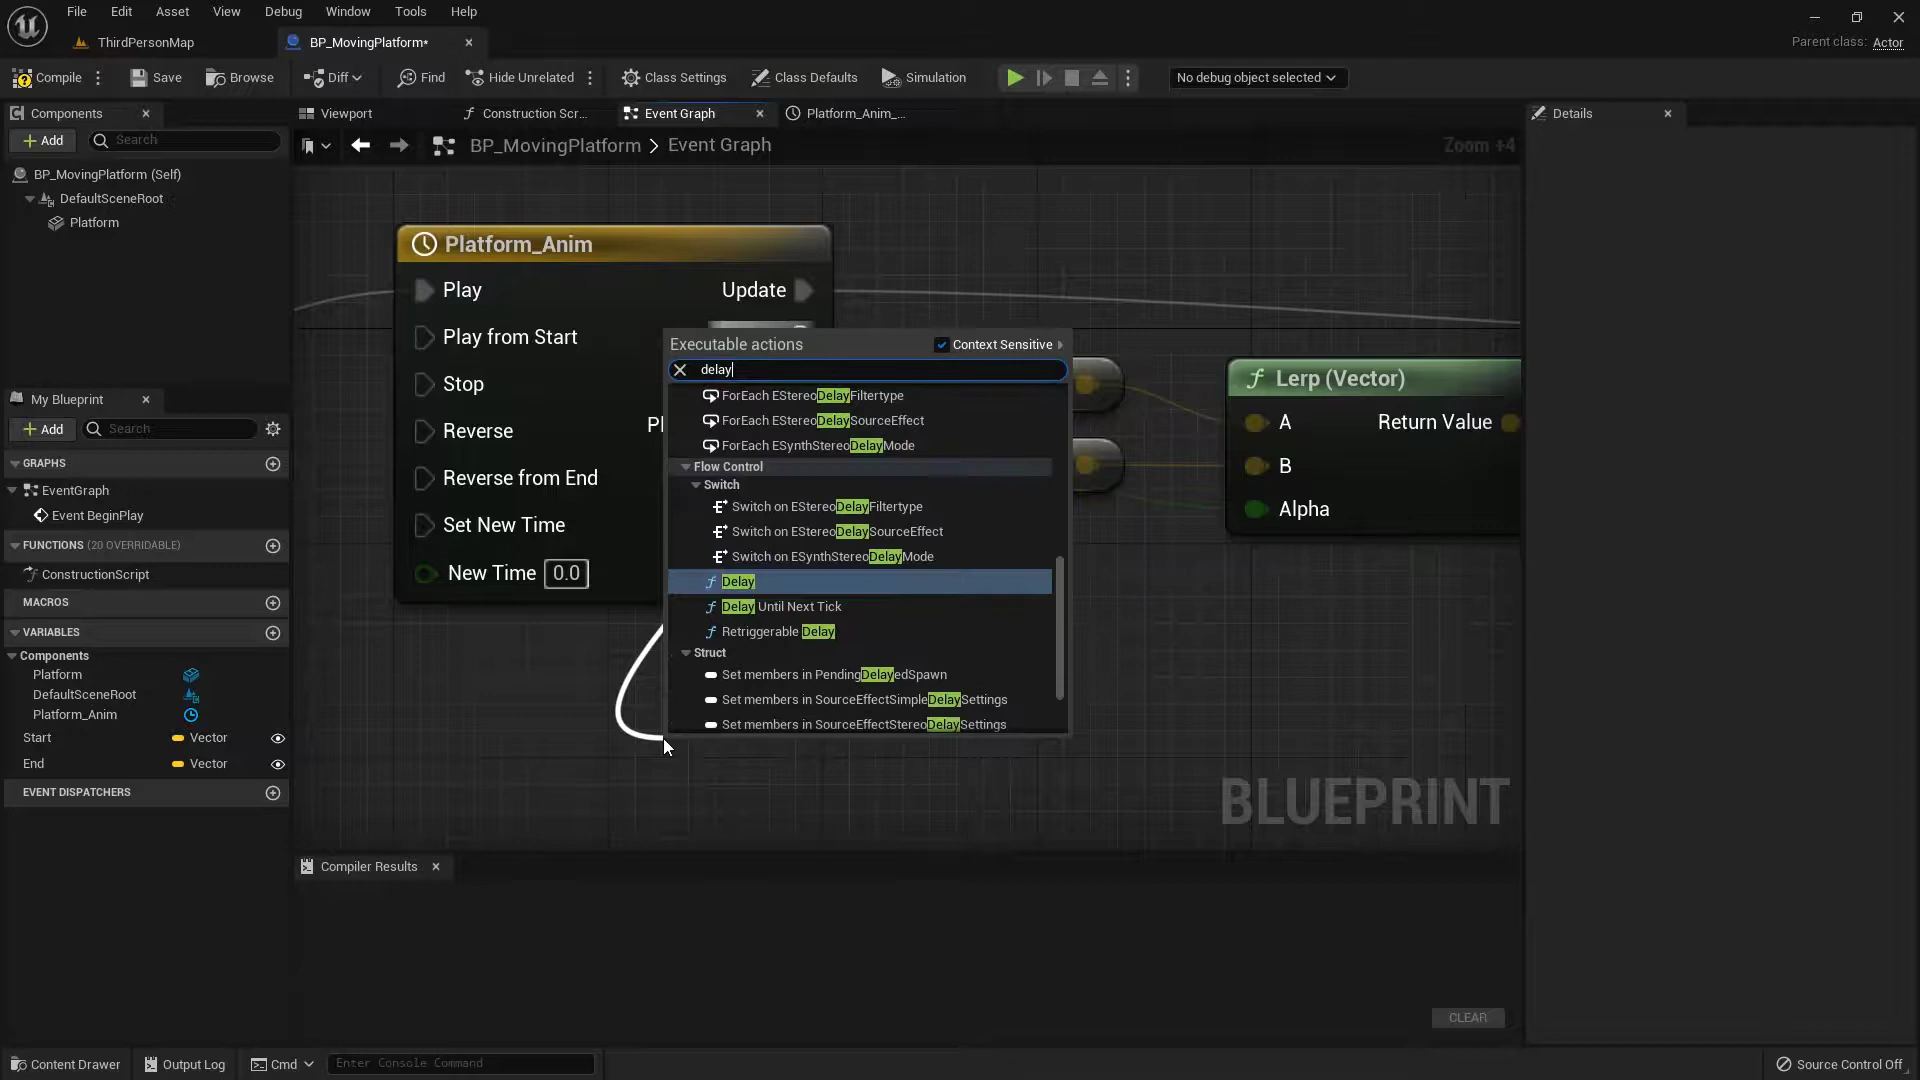 File Edit Asset View Debug Window Tools Help
ThirdPersonMap
BP_MovingPlatform*
Parent class: Actor
Compile
Save
Browse
Diff
Find
Hide Unrelated
Class Settings
Class Defaults
Simulation
No debug object selected
Components
Add
Search
BP_MovingPlatform (Self)
DefaultSceneRoot
Platform
My Blueprint
Add
Search
GRAPHS
EventGraph
Event BeginPlay
FUNCTIONS (20 OVERRIDABLE)
ConstructionScript
MACROS
VARIABLES
Components
Platform
DefaultSceneRoot
Platform_Anim
Start Vector
End Vector
EVENT DISPATCHERS
Viewport
Construction Scr...
Event Graph
Platform_Anim_...
BP_MovingPlatform > Event Graph
Zoom +4
Platform_Anim
Play
Update
Play from Start
Stop
Reverse
Reverse from End
Set New Time
New Time 0.0
Executable actions
Context Sensitive
delay
ForEach EStereoDelayFiltertype
ForEach EStereoDelaySourceEffect
ForEach ESynthStereoDelayMode
Flow Control
Switch
Switch on EStereoDelayFiltertype
Switch on EStereoDelaySourceEffect
Switch on ESynthStereoDelayMode
Delay
Delay Until Next Tick
Retriggerable Delay
Struct
Set members in PendingDelayedSpawn
Set members in SourceEffectSimpleDelaySettings
Set members in SourceEffectStereoDelaySettings
Lerp (Vector)
A
Return Value
B
Alpha
BLUEPRINT
Compiler Results
CLEAR
Details
Content Drawer
Output Log
Cmd
Enter Console Command
Source Control Off